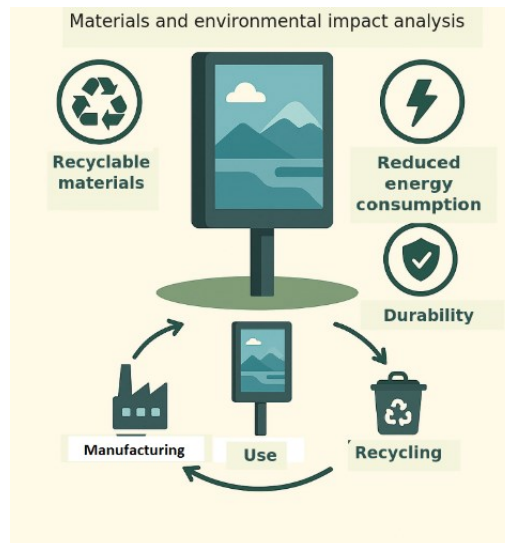 Materials and environmental impact analysis
Recyclable
materials
Reduced
energy
consumption
Durability
Manufacturing
Use
Recycling